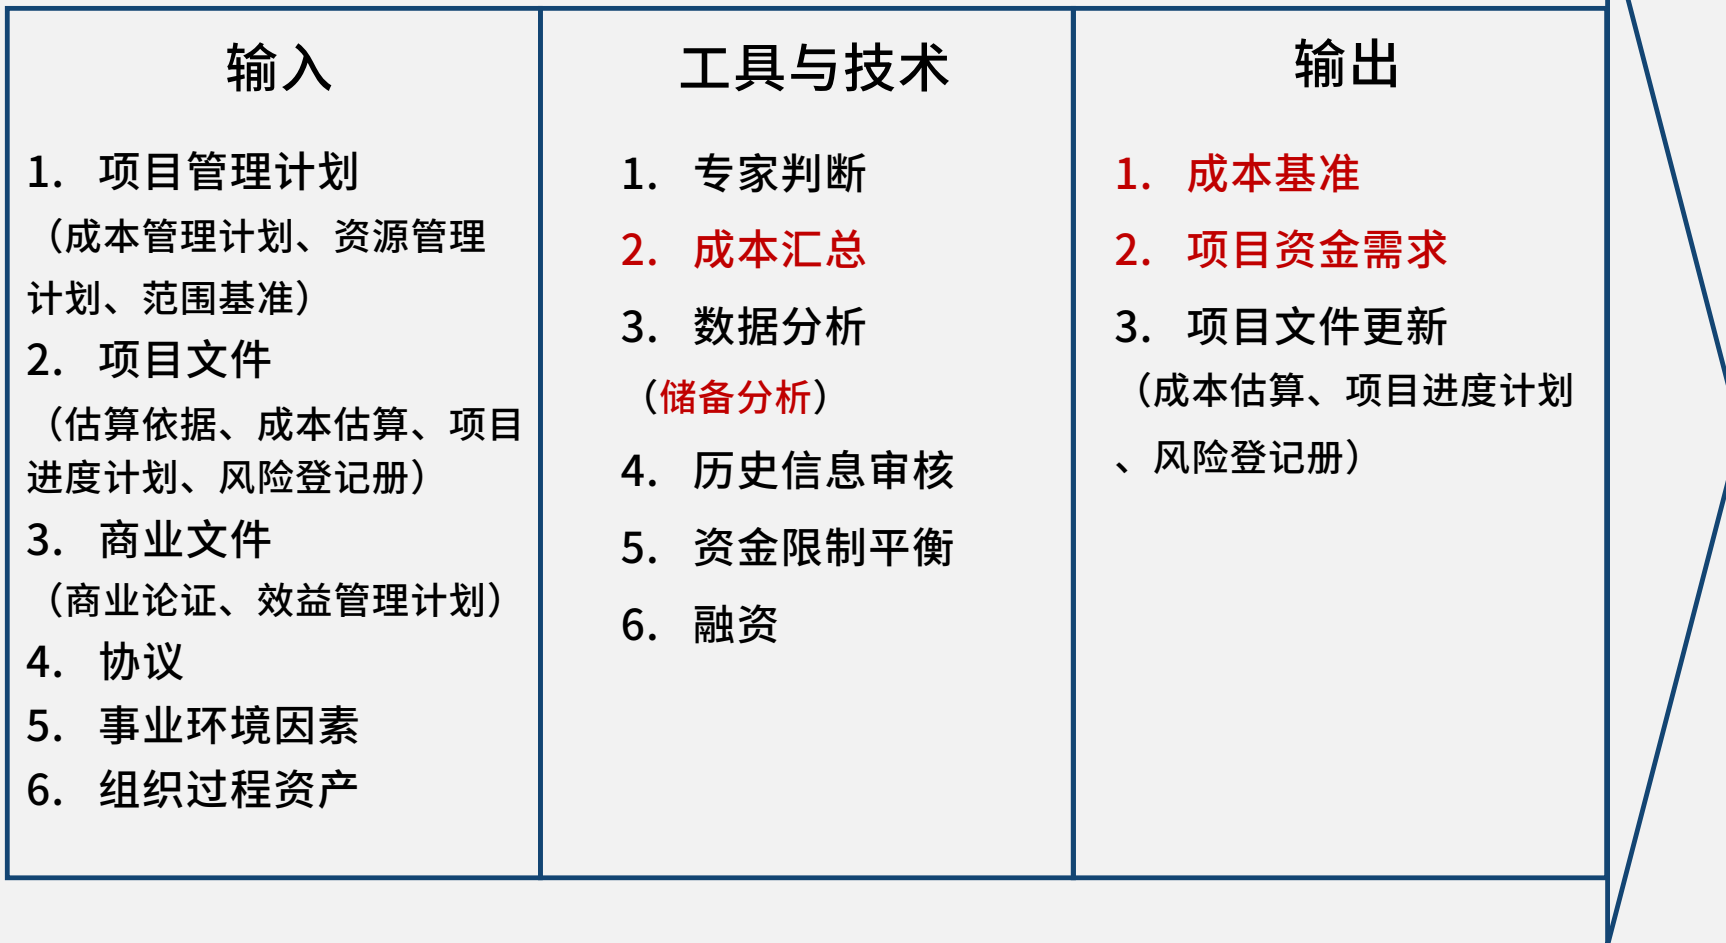 输入
1. 项目管理计划
（成本管理计划、资源管理
计划、范围基准）
2. 项目文件
（估算依据、成本估算、项目
进度计划、风险登记册）
3. 商业文件
（商业论证、效益管理计划）
4. 协议
5. 事业环境因素
6. 组织过程资产
工具与技术
1. 专家判断
2. 成本汇总
3. 数据分析
（储备分析）
4. 历史信息审核
5. 资金限制平衡
6. 融资
输出
1. 成本基准
2. 项目资金需求
3. 项目文件更新
（成本估算、项目进度计划
、风险登记册）